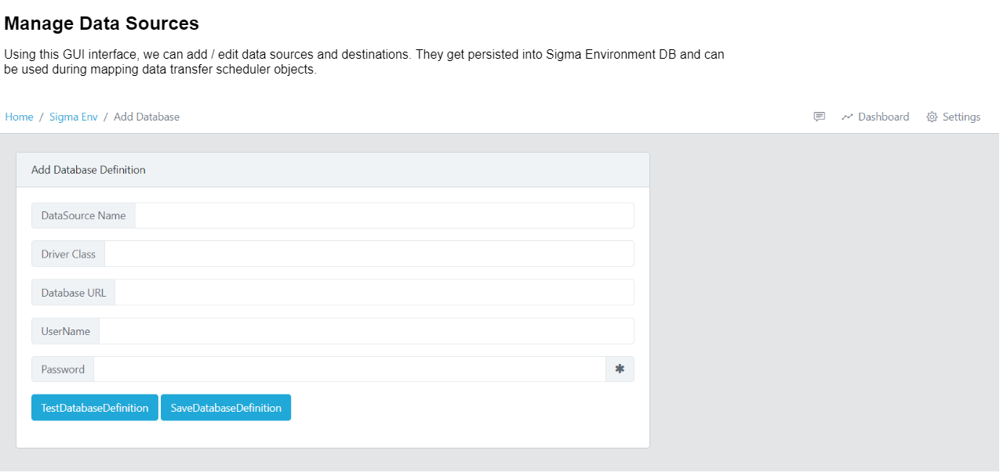 Manage Data Sources
Using this GUI interface, we can add / edit data sources and destinations. They get persisted into Sigma Environment DB and can
be used during mapping data transfer scheduler objects.
Home / Sigma Env / Add Database
Dashboard
Settings
Add Database Definition
DataSource Name
Driver Class
Database URL
UserName
Password
TestDatabaseDefinition
SaveDatabaseDefinition